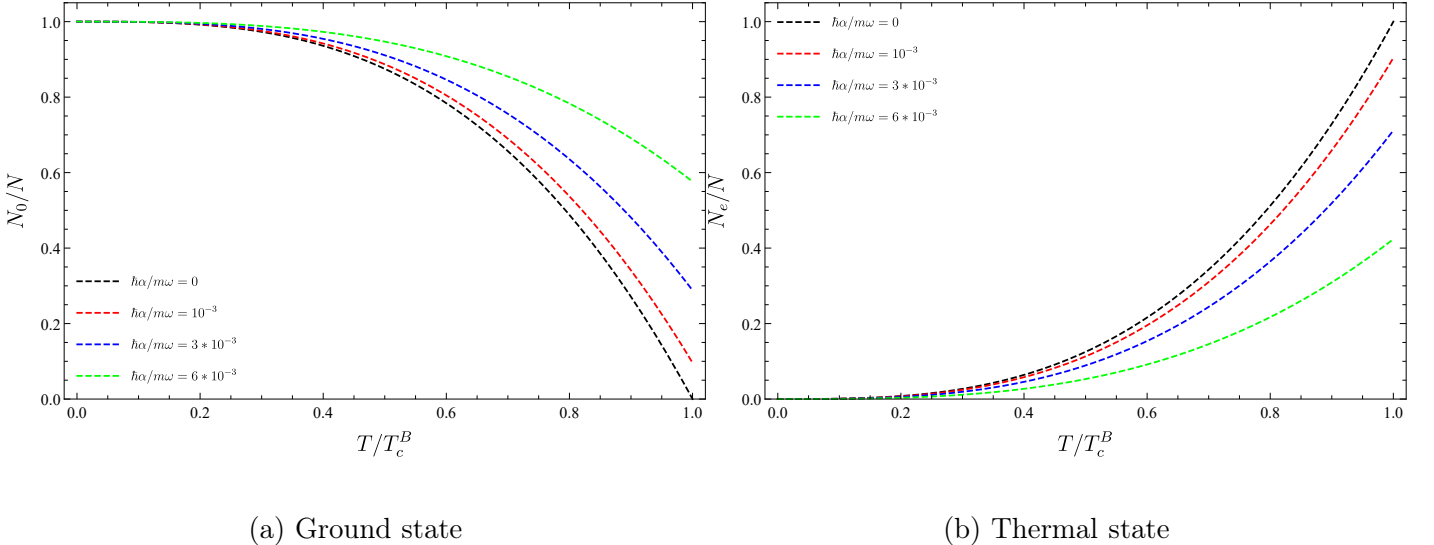 1.0
0.8
0.6
0.4
0.2
0.0
N₀/N
ħα/mω = 0
ħα/mω = 10⁻³
ħα/mω = 3 * 10⁻³
ħα/mω = 6 * 10⁻³
0.0 0.2 0.4 0.6 0.8 1.0
T/T_c^B
(a) Ground state
1.0
0.8
0.6
0.4
0.2
0.0
Nₑ/N
ħα/mω = 0
ħα/mω = 10⁻³
ħα/mω = 3 * 10⁻³
ħα/mω = 6 * 10⁻³
0.0 0.2 0.4 0.6 0.8 1.0
T/T_c^B
(b) Thermal state